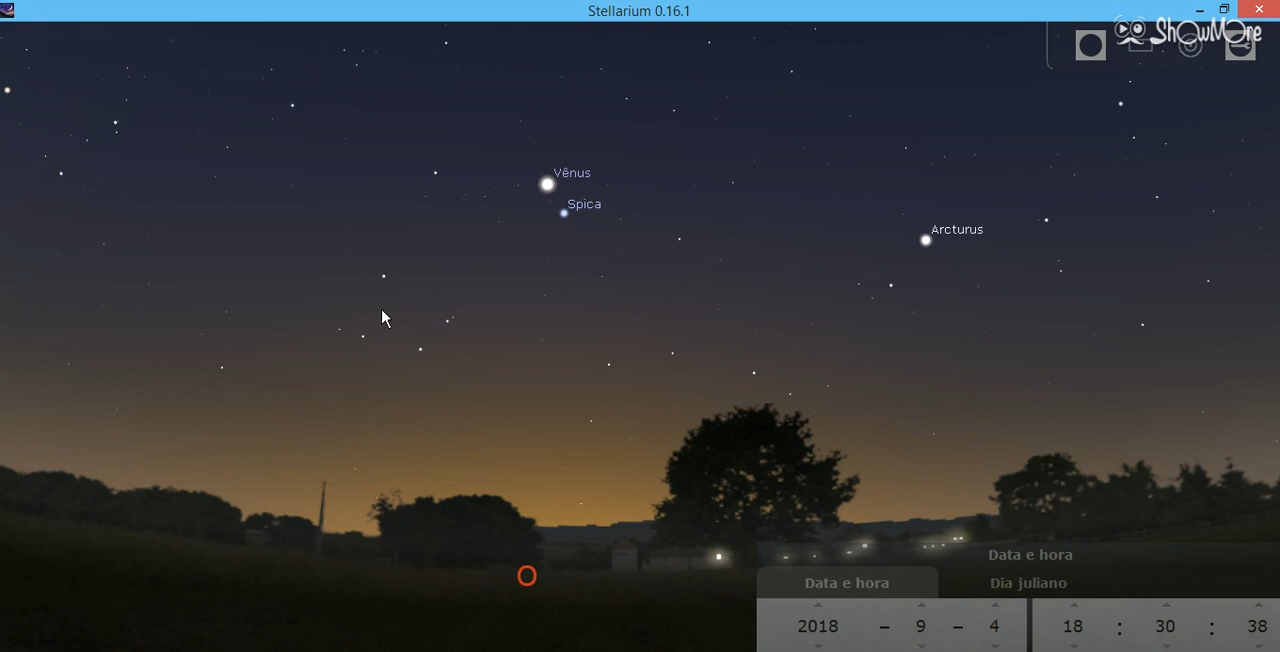 Stellarium 0.16.1
ShowMore
Vênus
Spica
Arcturus
O
Data e hora
Data e hora
Dia juliano
2018 - 9 - 4 18 : 30 : 38